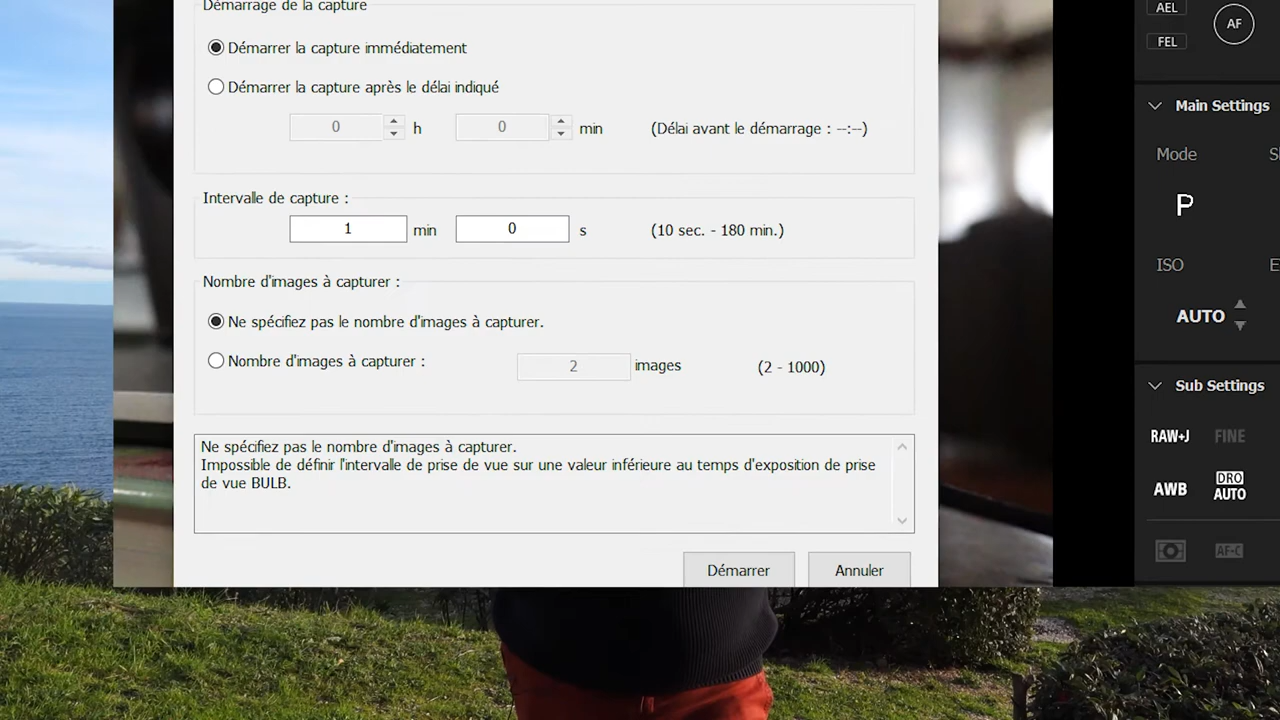 Démarrage de la capture
Démarrer la capture immédiatement
Démarrer la capture après le délai indiqué
0 h 0 min (Délai avant le démarrage : --:--)
Intervalle de capture :
1 min 0 s (10 sec. - 180 min.)
Nombre d'images à capturer :
Ne spécifiez pas le nombre d'images à capturer.
Nombre d'images à capturer :
2 images (2 - 1000)
Ne spécifiez pas le nombre d'images à capturer.
Impossible de définir l'intervalle de prise de vue sur une valeur inférieure au temps d'exposition de prise
de vue BULB.
Démarrer Annuler
AEL
AF
FEL
Main Settings
Mode
P
ISO
AUTO
Sub Settings
RAW+J FINE
AWB DRO
AUTO
AF-C